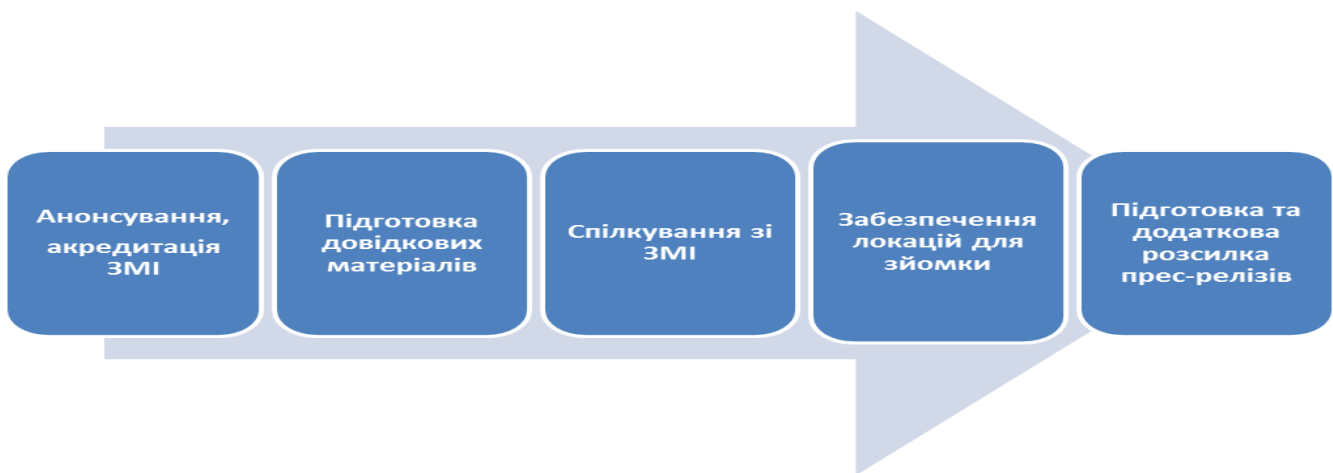 Анонсування,
акредитація
ЗМІ
Підготовка
довідкових
матеріалів
Спілкування зі
ЗМІ
Забезпечення
локацій для
зйомки
Підготовка та
додаткова
розсилка
прес-релізів